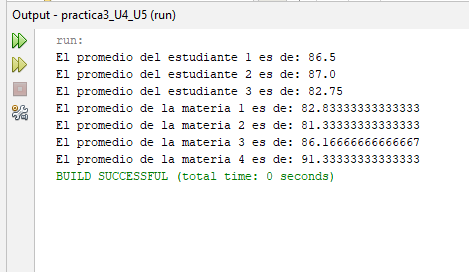 Output - practica3_U4_U5 (run)
run:
El promedio del estudiante 1 es de: 86.5
El promedio del estudiante 2 es de: 87.0
El promedio del estudiante 3 es de: 82.75
El promedio de la materia 1 es de: 82.83333333333333
El promedio de la materia 2 es de: 81.33333333333333
El promedio de la materia 3 es de: 86.16666666666667
El promedio de la materia 4 es de: 91.33333333333333
BUILD SUCCESSFUL (total time: 0 seconds)